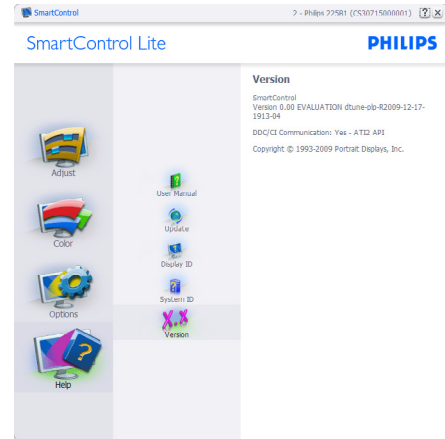 SmartControl
2 - Philips 225B1 (CS30715000001)
? X
SmartControl Lite
PHILIPS
Version
SmartControl
Version 0.00 EVALUATION dtune-plp-R2009-12-17-
1913-04
DDC/CI Communication: Yes - ATI2 API
Copyright © 1993-2009 Portrait Displays, Inc.
Adjust
Color
Options
Help
User Manual
Update
Display ID
System ID
X.X
Version